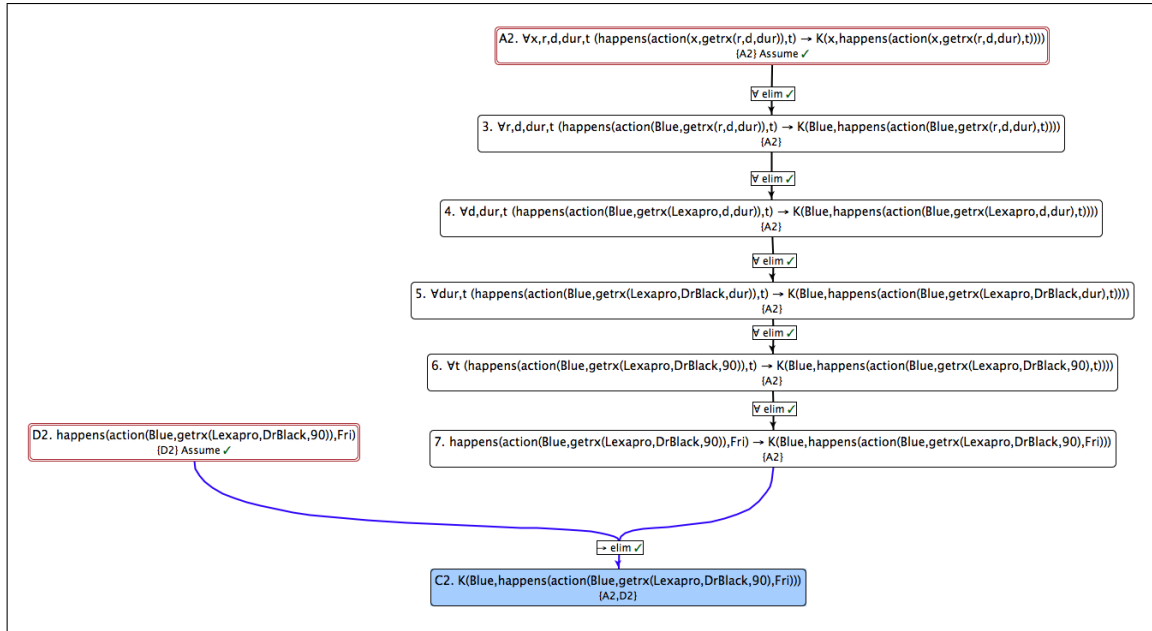 A2. ∀x,r,d,dur,t (happens(action(x,getrx(r,d,dur)),t) → K(x,happens(action(x,getrx(r,d,dur),t))))
{A2} Assume ✓
∀ elim ✓
3. ∀r,d,dur,t (happens(action(Blue,getrx(r,d,dur)),t) → K(Blue,happens(action(Blue,getrx(r,d,dur),t))))
{A2}
∀ elim ✓
4. ∀d,dur,t (happens(action(Blue,getrx(Lexapro,d,dur)),t) → K(Blue,happens(action(Blue,getrx(Lexapro,d,dur),t))))
{A2}
∀ elim ✓
5. ∀dur,t (happens(action(Blue,getrx(Lexapro,DrBlack,dur)),t) → K(Blue,happens(action(Blue,getrx(Lexapro,DrBlack,dur),t))))
{A2}
∀ elim ✓
6. ∀t (happens(action(Blue,getrx(Lexapro,DrBlack,90)),t) → K(Blue,happens(action(Blue,getrx(Lexapro,DrBlack,90),t))))
{A2}
∀ elim ✓
D2. happens(action(Blue,getrx(Lexapro,DrBlack,90)),Fri)
{D2} Assume ✓
7. happens(action(Blue,getrx(Lexapro,DrBlack,90)),Fri) → K(Blue,happens(action(Blue,getrx(Lexapro,DrBlack,90),Fri)))
{A2}
→ elim ✓
C2. K(Blue,happens(action(Blue,getrx(Lexapro,DrBlack,90),Fri)))
{A2,D2}